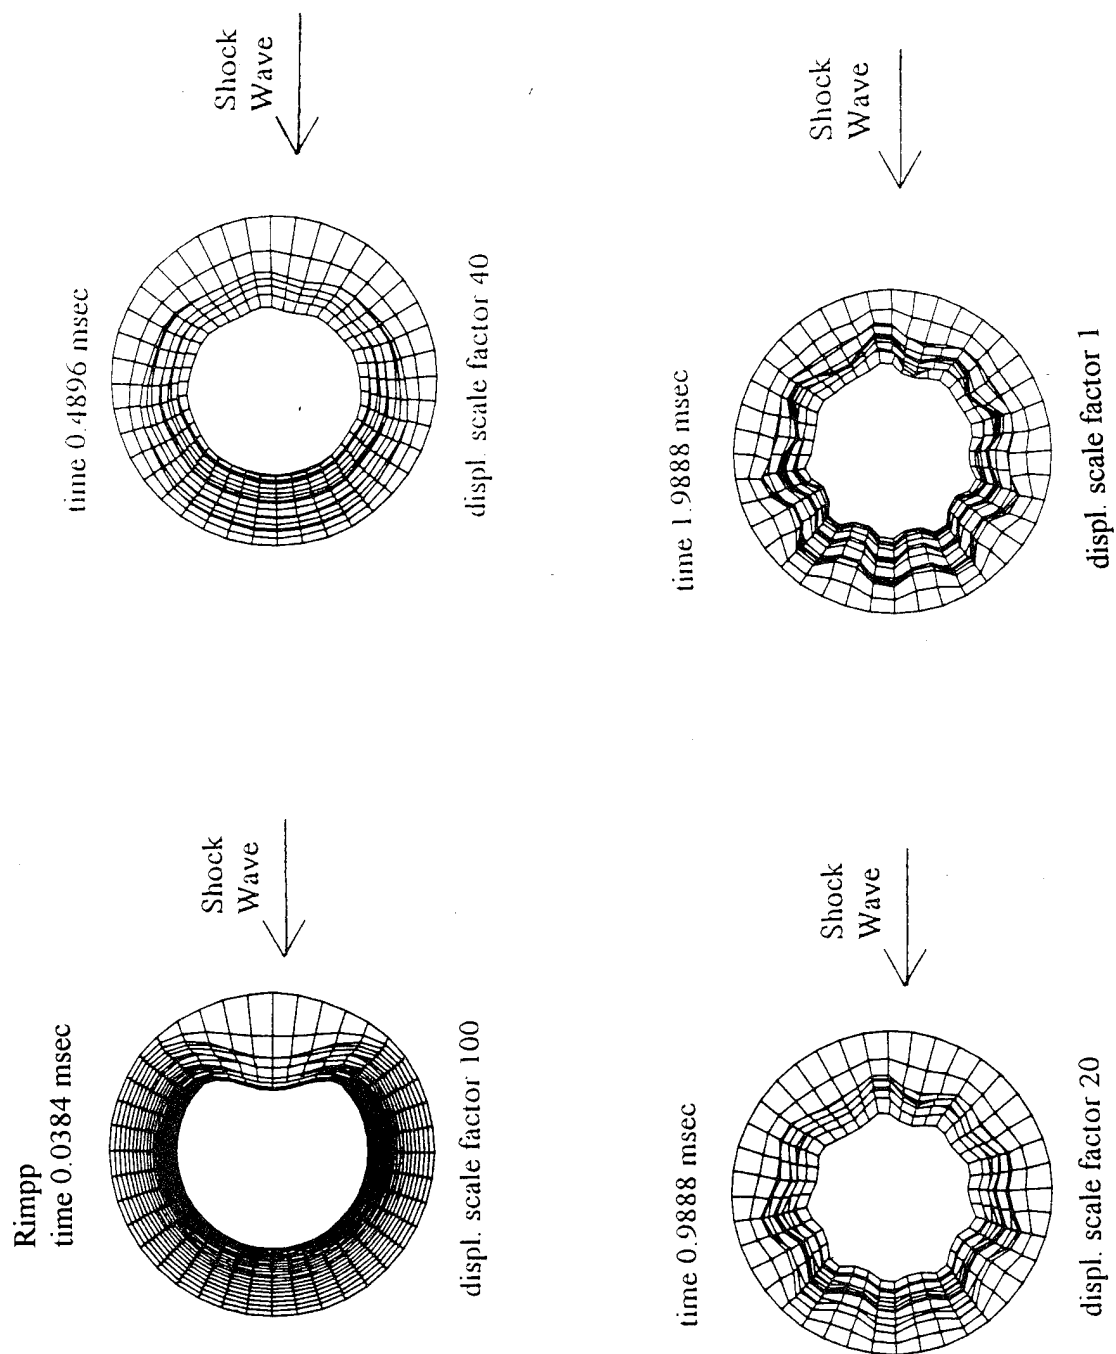 Rimpp
time 0.0384 msec
Shock
Wave
displ. scale factor 100
time 0.4896 msec
Shock
Wave
displ. scale factor 40
time 0.9888 msec
Shock
Wave
displ. scale factor 20
time 1.9888 msec
Shock
Wave
displ. scale factor 1